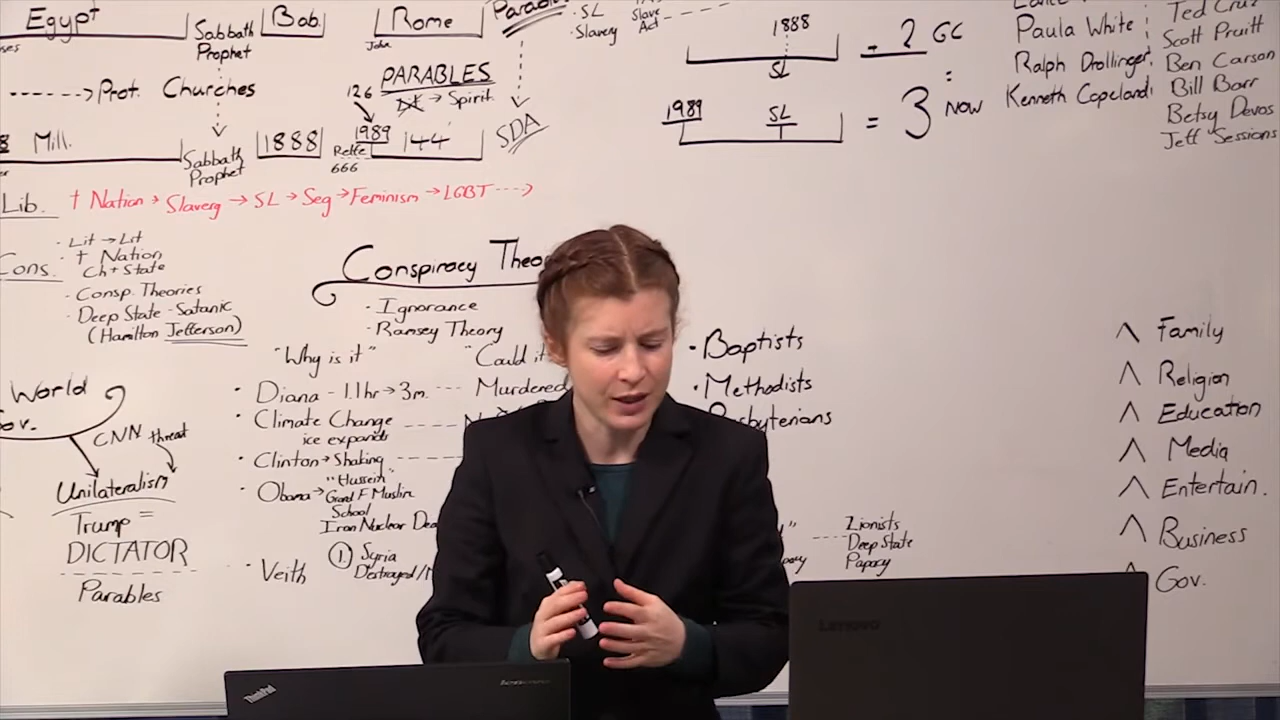 Egypt
Sabbath
Prophet
Bab.
Rome
John
· SL
· Slavery
Slave
Act
1888
SL
- 2 GC
:
Paula White
Ralph Drollinger
Kenneth Copeland
Ted Cruz
Scott Pruitt
Ben Carson
Bill Barr
Betsy Devos
Jeff Sessions
Prot. Churches
PARABLES
→ Spirit.
126
1989
SL
= 3 NOW
Mill.
Sabbath
Prophet
1888
1989
144
SDA
666
Lib.
† Nation → Slavery → SL → Seg → Feminism → LGBT
Cons.
· Lit → Lit
· † Nation
Ch + State
· Consp. Theories
· Deep State - Satanic
(Hamilton Jefferson)
Conspiracy Theo
· Ignorance
· Ramsey Theory
"Why is it"
"Could it
· Diana - 1.1hr → 3m.
Murdered
· Climate Change
ice expands
· Clinton → Shaking
"Hussein"
· Obama → Grand F Muslim
School
Iran Nuclear Dea
· Veith
① Syria
Destroyed
World
CNN threat
Unilateralism
Trump =
DICTATOR
Parables
· Baptists
· Methodists
Presbyterians
Zionists
Deep State
Papacy
Λ Family
Λ Religion
Λ Education
Λ Media
Λ Entertain.
Λ Business
Λ Gov.
ThinkPad
Lenovo